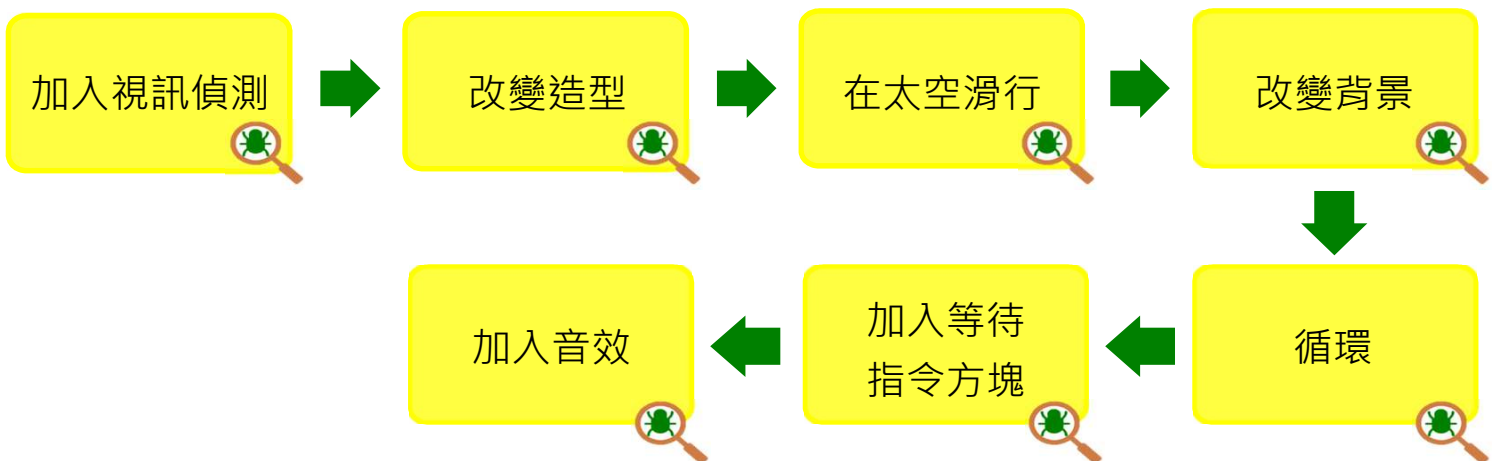 加入視訊偵測
改變造型
在太空滑行
改變背景
循環
加入等待
指令方塊
加入音效